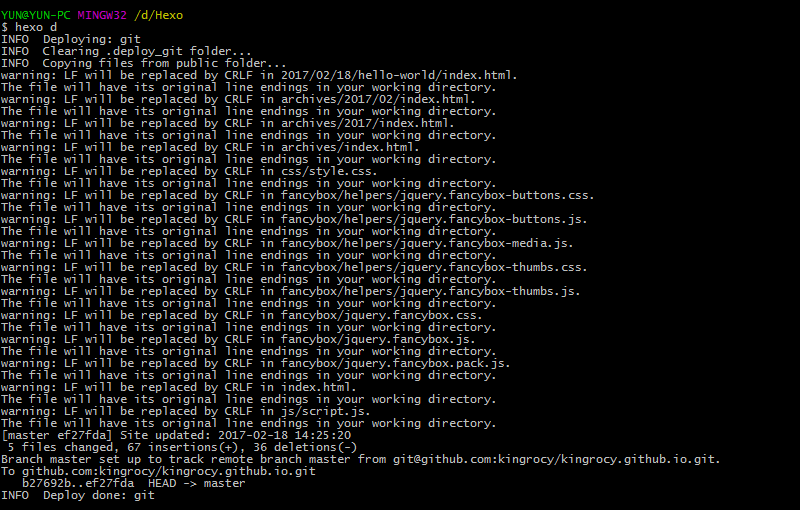 YUN@YUN-PC MINGW32 /d/Hexo
$ hexo d
INFO  Deploying: git
INFO  Clearing .deploy_git folder...
INFO  Copying files from public folder...
warning: LF will be replaced by CRLF in 2017/02/18/hello-world/index.html.
The file will have its original line endings in your working directory.
warning: LF will be replaced by CRLF in archives/2017/02/index.html.
The file will have its original line endings in your working directory.
warning: LF will be replaced by CRLF in archives/2017/index.html.
The file will have its original line endings in your working directory.
warning: LF will be replaced by CRLF in archives/index.html.
The file will have its original line endings in your working directory.
warning: LF will be replaced by CRLF in css/style.css.
The file will have its original line endings in your working directory.
warning: LF will be replaced by CRLF in fancybox/helpers/jquery.fancybox-buttons.css.
The file will have its original line endings in your working directory.
warning: LF will be replaced by CRLF in fancybox/helpers/jquery.fancybox-buttons.js.
The file will have its original line endings in your working directory.
warning: LF will be replaced by CRLF in fancybox/helpers/jquery.fancybox-media.js.
The file will have its original line endings in your working directory.
warning: LF will be replaced by CRLF in fancybox/helpers/jquery.fancybox-thumbs.css.
The file will have its original line endings in your working directory.
warning: LF will be replaced by CRLF in fancybox/helpers/jquery.fancybox-thumbs.js.
The file will have its original line endings in your working directory.
warning: LF will be replaced by CRLF in fancybox/jquery.fancybox.css.
The file will have its original line endings in your working directory.
warning: LF will be replaced by CRLF in fancybox/jquery.fancybox.js.
The file will have its original line endings in your working directory.
warning: LF will be replaced by CRLF in fancybox/jquery.fancybox.pack.js.
The file will have its original line endings in your working directory.
warning: LF will be replaced by CRLF in index.html.
The file will have its original line endings in your working directory.
warning: LF will be replaced by CRLF in js/script.js.
The file will have its original line endings in your working directory.
[master ef27fda] Site updated: 2017-02-18 14:25:20
 5 files changed, 67 insertions(+), 36 deletions(-)
Branch master set up to track remote branch master from git@github.com:kingrocy/kingrocy.github.io.git.
To github.com:kingrocy/kingrocy.github.io.git
   b27692b..ef27fda  HEAD -> master
INFO  Deploy done: git